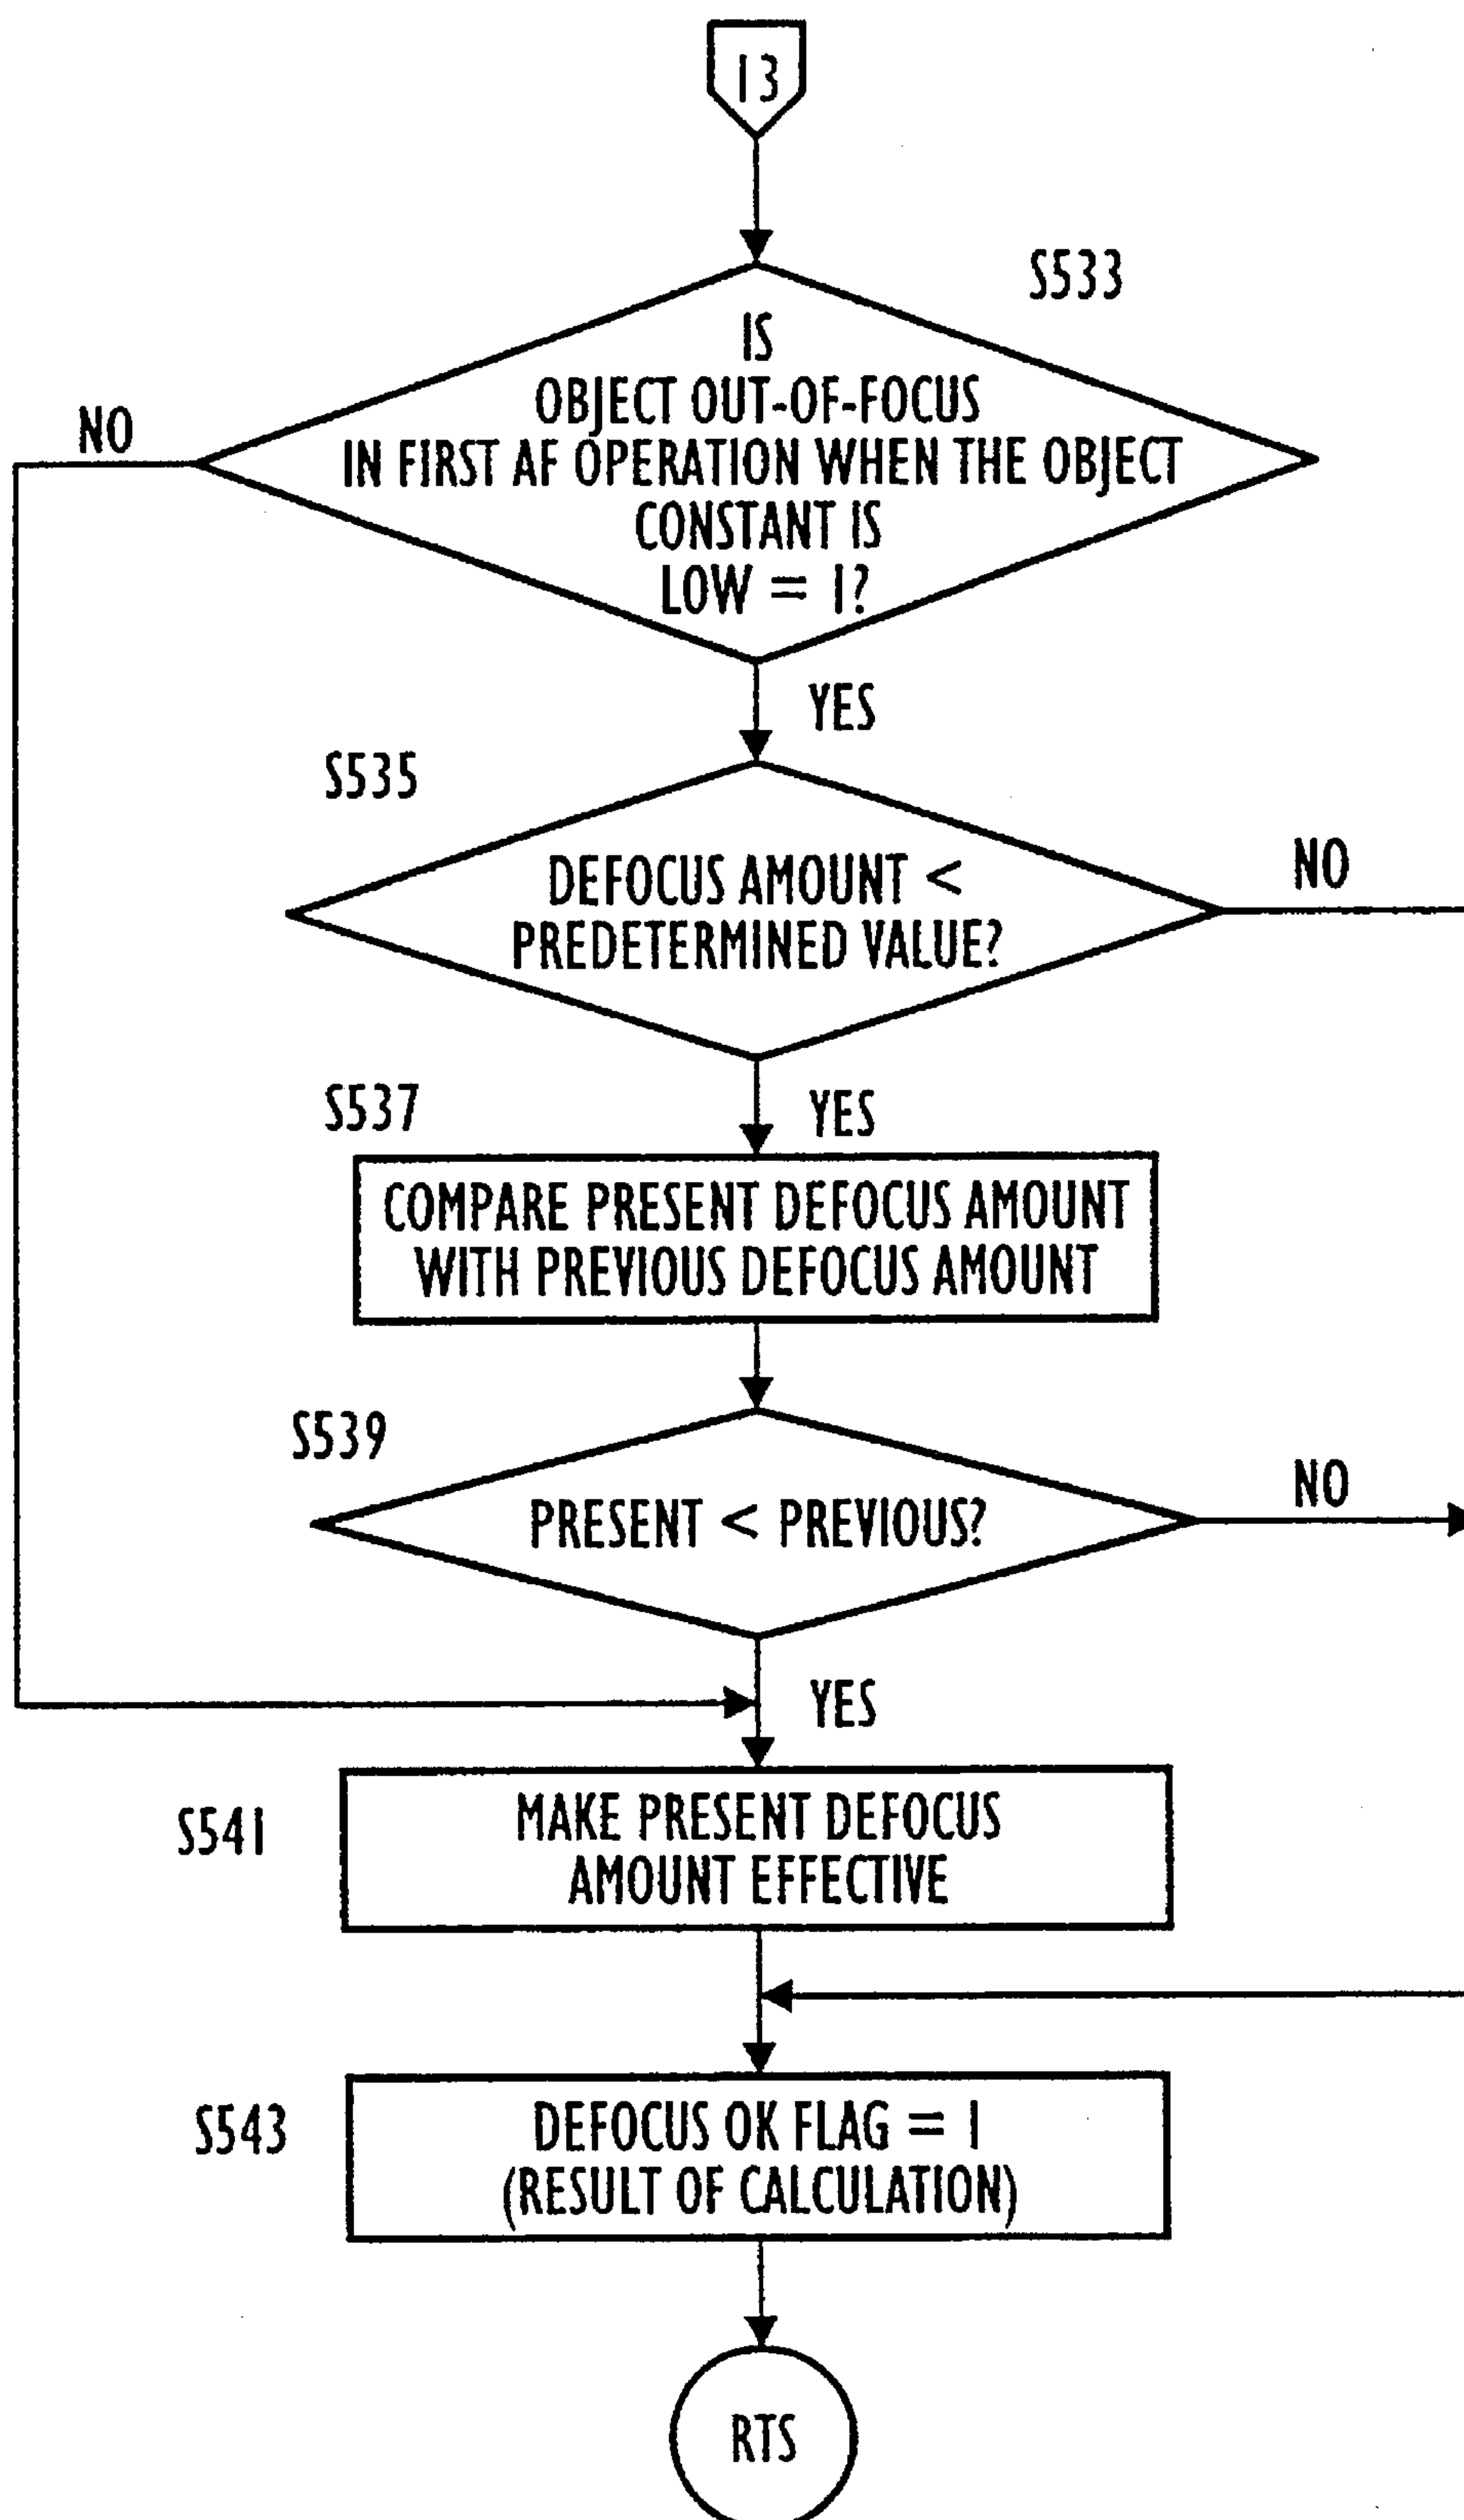 13
S533
IS
OBJECT OUT-OF-FOCUS
IN FIRST AF OPERATION WHEN THE OBJECT
CONSTANT IS
LOW = 1?
NO
YES
S535
DEFOCUS AMOUNT <
PREDETERMINED VALUE?
NO
YES
S537
COMPARE PRESENT DEFOCUS AMOUNT
WITH PREVIOUS DEFOCUS AMOUNT
S539
PRESENT < PREVIOUS?
NO
YES
S541
MAKE PRESENT DEFOCUS
AMOUNT EFFECTIVE
S543
DEFOCUS OK FLAG = 1
(RESULT OF CALCULATION)
RTS